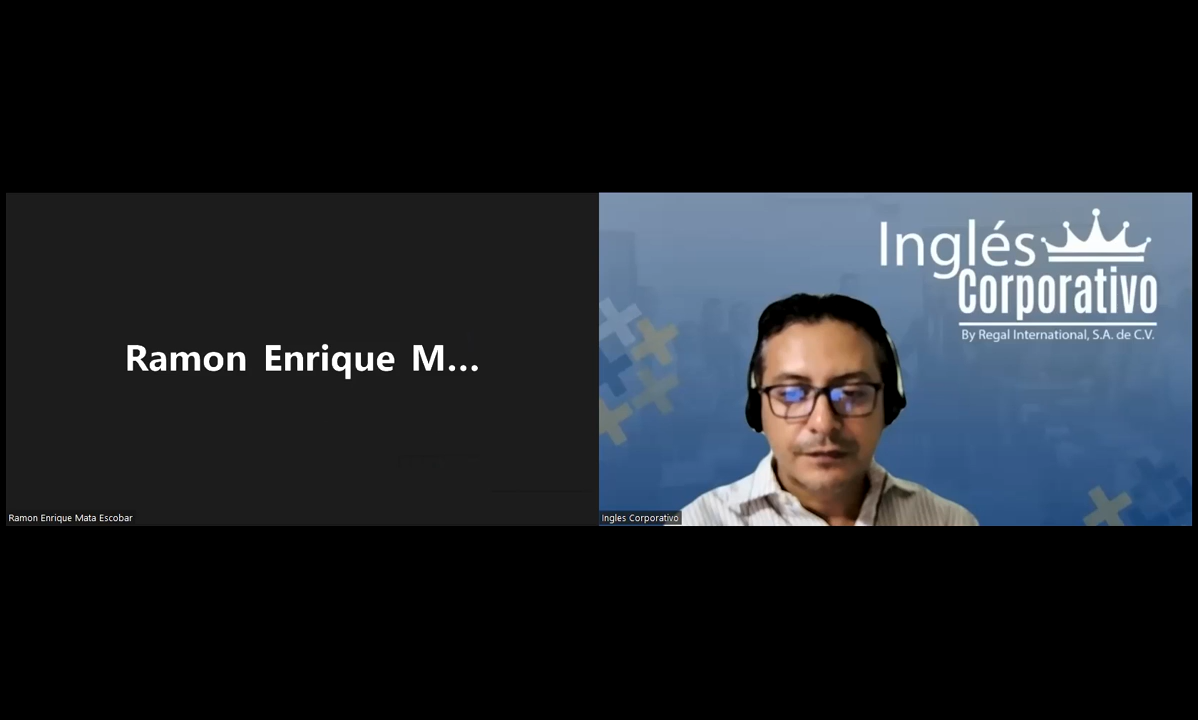 Ramon Enrique M...
Ramon Enrique Mata Escobar
Inglés
Corporativo
By Regal International, S.A. de C.V.
Ingles Corporativo